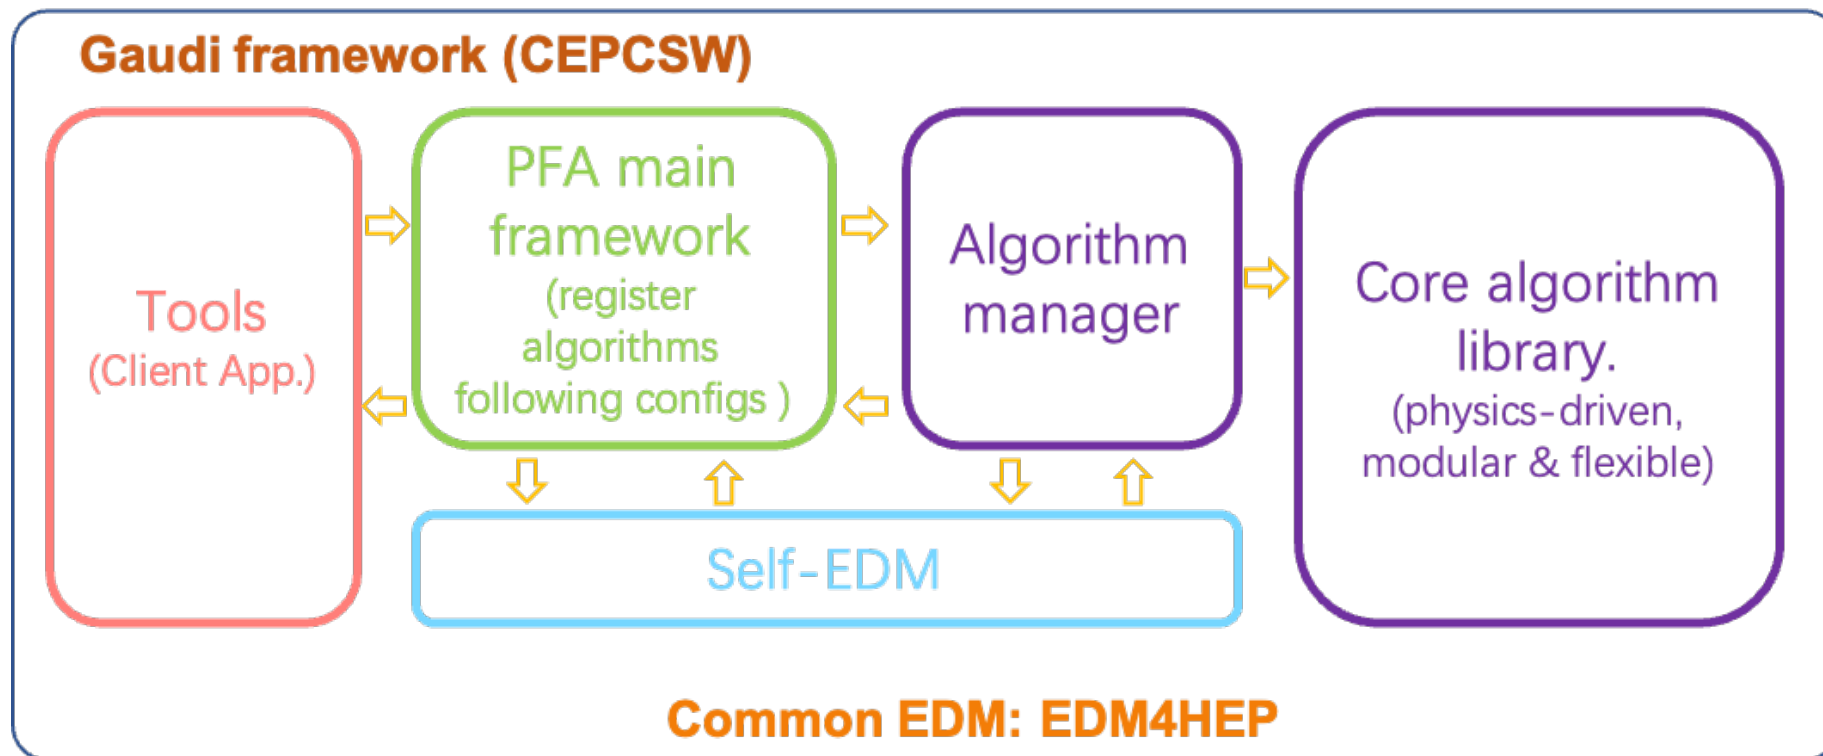 Gaudi framework (CEPCSW)
Tools
(Client App.)
PFA main
framework
(register
algorithms
following configs )
Algorithm
manager
Core algorithm
library.
(physics-driven,
modular & flexible)
Self-EDM
Common EDM: EDM4HEP